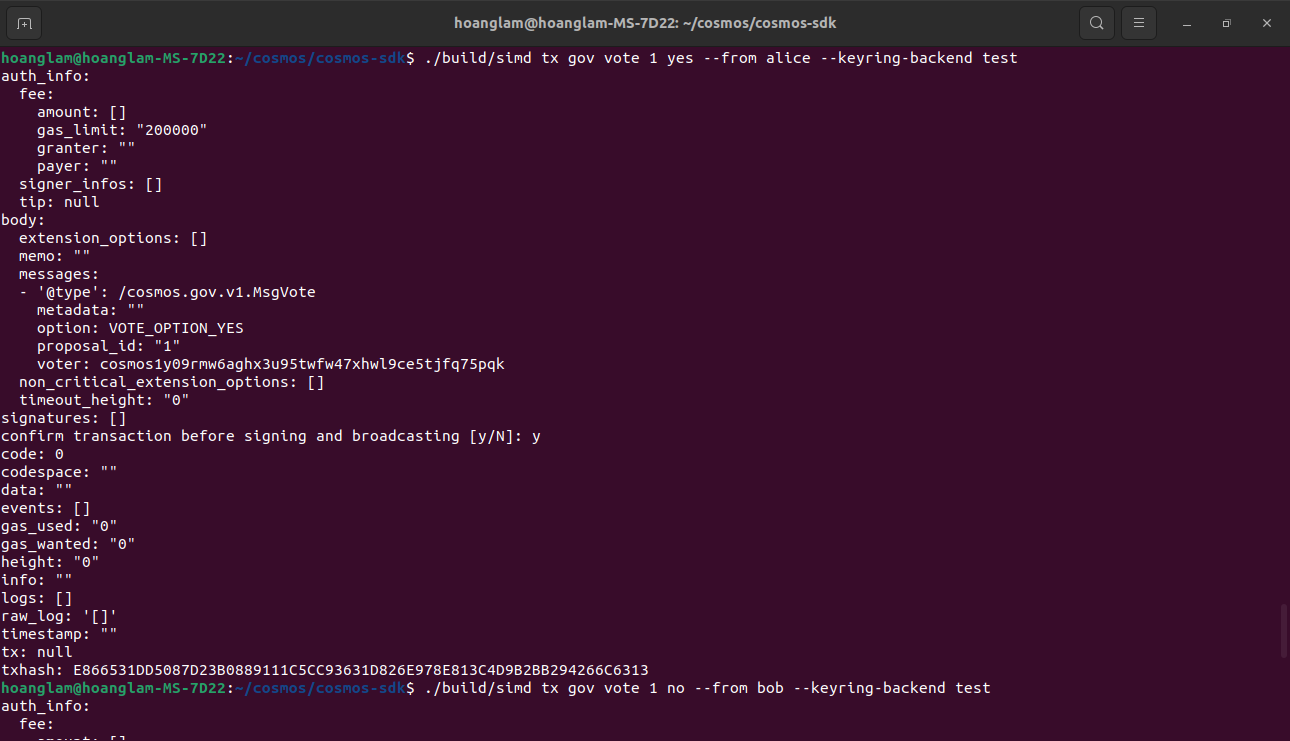 hoanglam@hoanglam-MS-7D22: ~/cosmos/cosmos-sdk
hoanglam@hoanglam-MS-7D22:~/cosmos/cosmos-sdk$ ./build/simd tx gov vote 1 yes --from alice --keyring-backend test
auth_info:
  fee:
    amount: []
    gas_limit: "200000"
    granter: ""
    payer: ""
  signer_infos: []
  tip: null
body:
  extension_options: []
  memo: ""
  messages:
  - '@type': /cosmos.gov.v1.MsgVote
    metadata: ""
    option: VOTE_OPTION_YES
    proposal_id: "1"
    voter: cosmos1y09rmw6aghx3u95twfw47xhwl9ce5tjfq75pqk
  non_critical_extension_options: []
  timeout_height: "0"
signatures: []
confirm transaction before signing and broadcasting [y/N]: y
code: 0
codespace: ""
data: ""
events: []
gas_used: "0"
gas_wanted: "0"
height: "0"
info: ""
logs: []
raw_log: '[]'
timestamp: ""
tx: null
txhash: E866531DD5087D23B0889111C5CC93631D826E978E813C4D9B2BB294266C6313
hoanglam@hoanglam-MS-7D22:~/cosmos/cosmos-sdk$ ./build/simd tx gov vote 1 no --from bob --keyring-backend test
auth_info:
  fee:
    amount: []